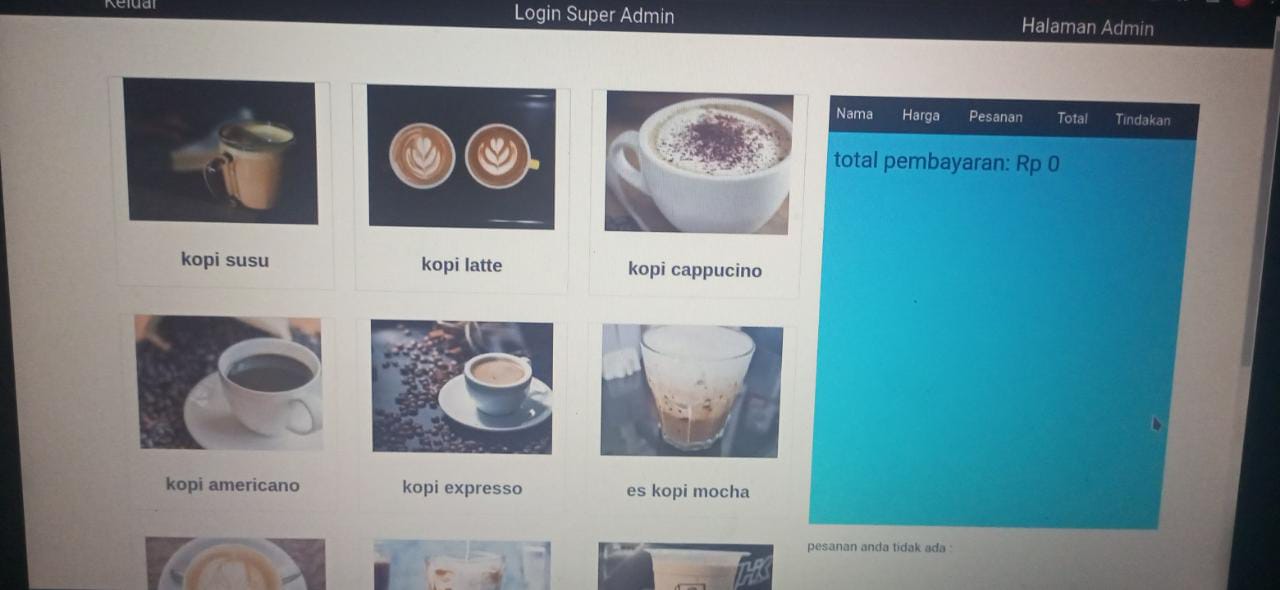 Keluar
Login Super Admin
Halaman Admin
kopi susu
kopi latte
kopi cappucino
kopi americano
kopi expresso
es kopi mocha
Nama Harga Pesanan Total Tindakan
total pembayaran: Rp 0
pesanan anda tidak ada :